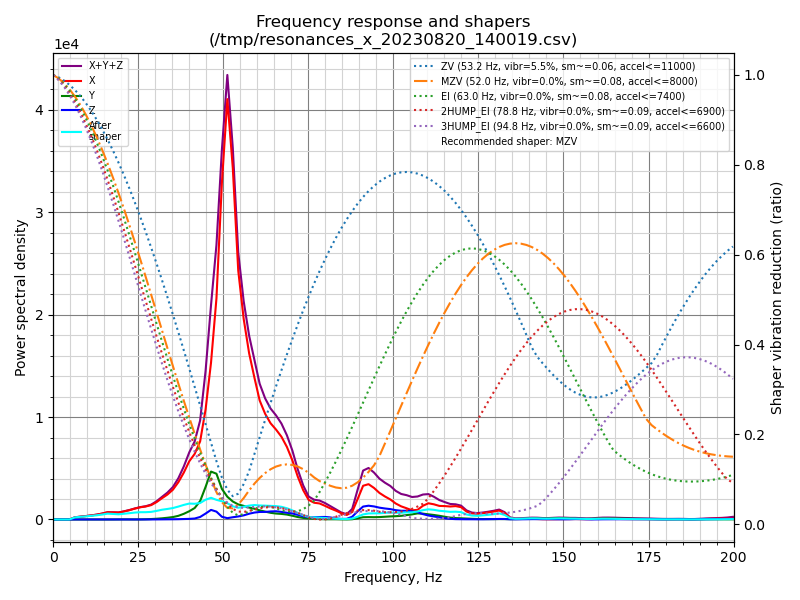 Frequency response and shapers
(/tmp/resonances_x_20230820_140019.csv)
1e4
X+Y+Z
X
Y
Z
After
shaper
ZV (53.2 Hz, vibr=5.5%, sm~=0.06, accel<=11000)
MZV (52.0 Hz, vibr=0.0%, sm~=0.08, accel<=8000)
EI (63.0 Hz, vibr=0.0%, sm~=0.08, accel<=7400)
2HUMP_EI (78.8 Hz, vibr=0.0%, sm~=0.09, accel<=6900)
3HUMP_EI (94.8 Hz, vibr=0.0%, sm~=0.09, accel<=6600)
Recommended shaper: MZV
Power spectral density
4
3
2
1
0
1.0
0.8
0.6
0.4
0.2
0.0
Shaper vibration reduction (ratio)
0 25 50 75 100 125 150 175 200
Frequency, Hz